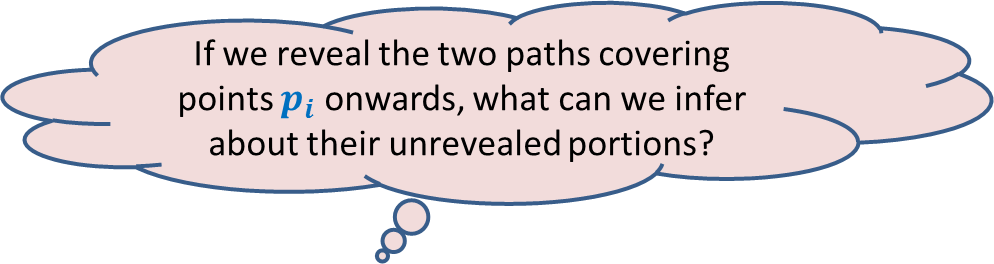 If we reveal the two paths covering
points pᵢ onwards, what can we infer
about their unrevealed portions?